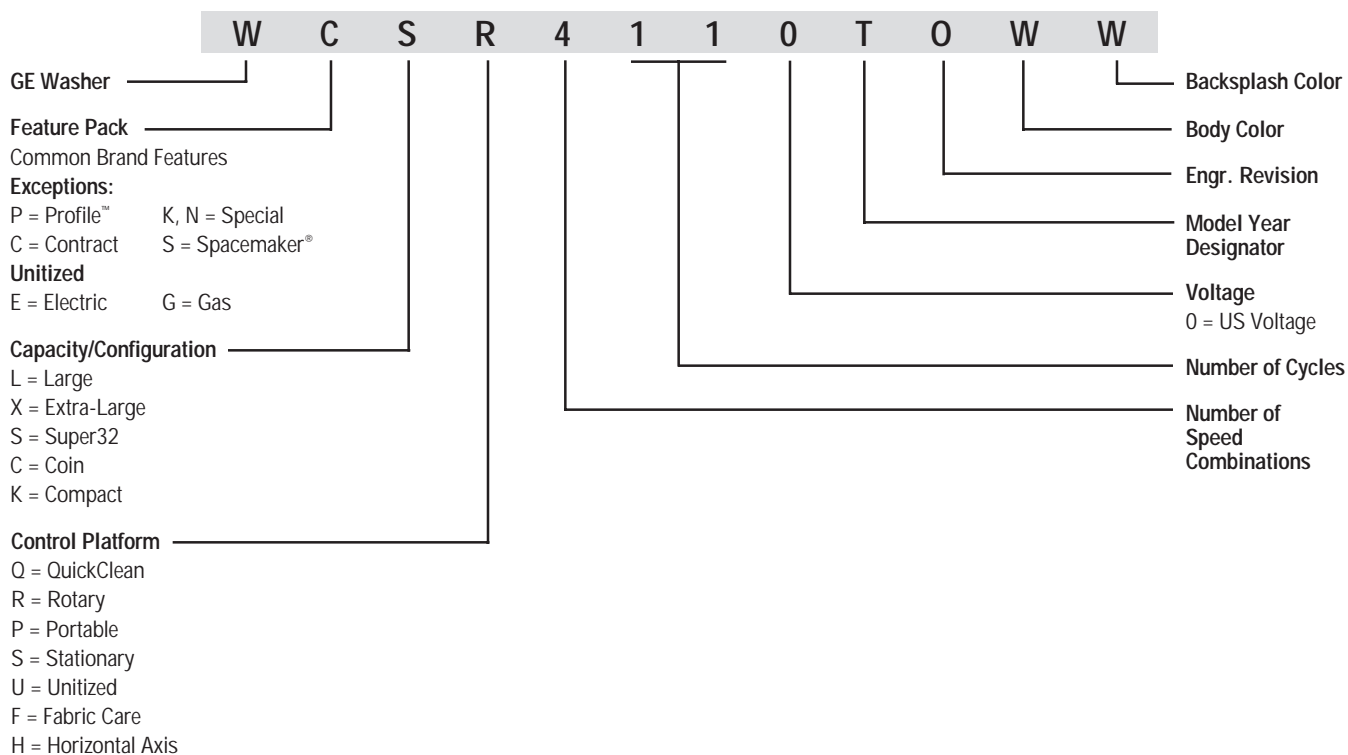 W C S R 4 1 1 0 T O W W
GE Washer
Feature Pack
Common Brand Features
Exceptions:
P = Profile™ K, N = Special
C = Contract S = Spacemaker®
Unitized
E = Electric G = Gas
Capacity/Configuration
L = Large
X = Extra-Large
S = Super32
C = Coin
K = Compact
Control Platform
Q = QuickClean
R = Rotary
P = Portable
S = Stationary
U = Unitized
F = Fabric Care
H = Horizontal Axis
Backsplash Color
Body Color
Engr. Revision
Model Year
Designator
Voltage
0 = US Voltage
Number of Cycles
Number of
Speed
Combinations